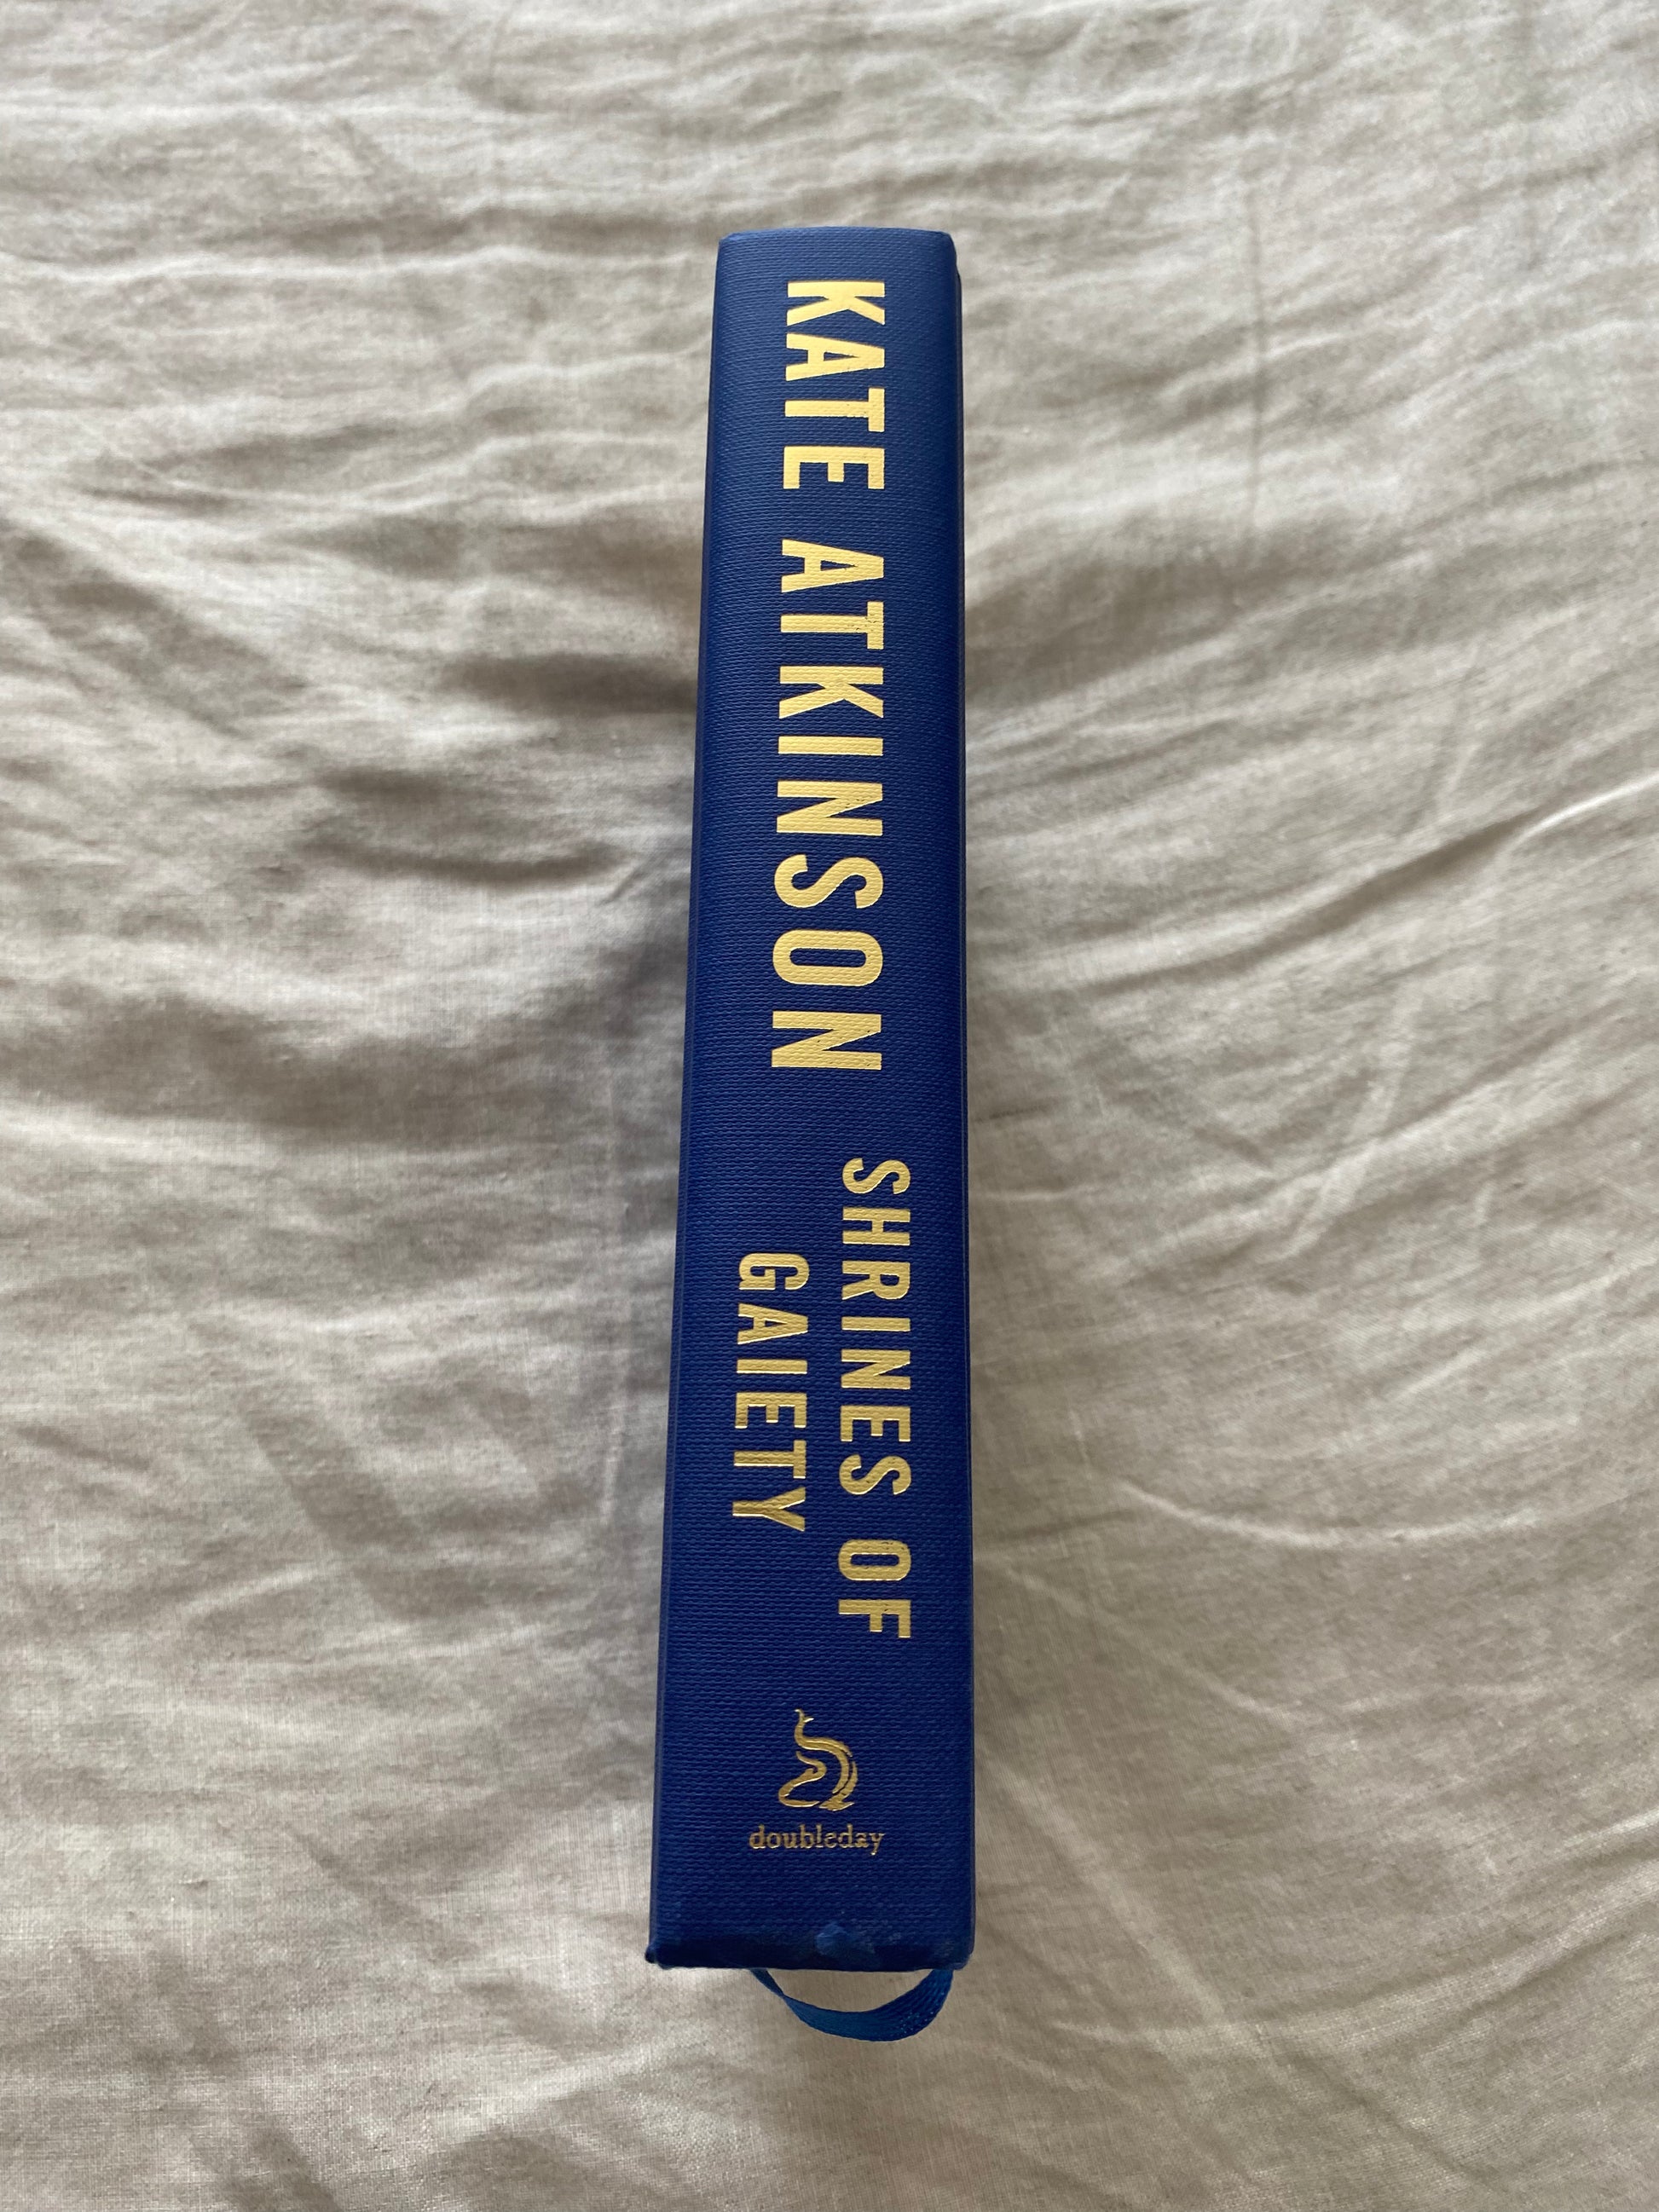 KATE ATKINSON
SHRINES OF
GAIETY
doubleday